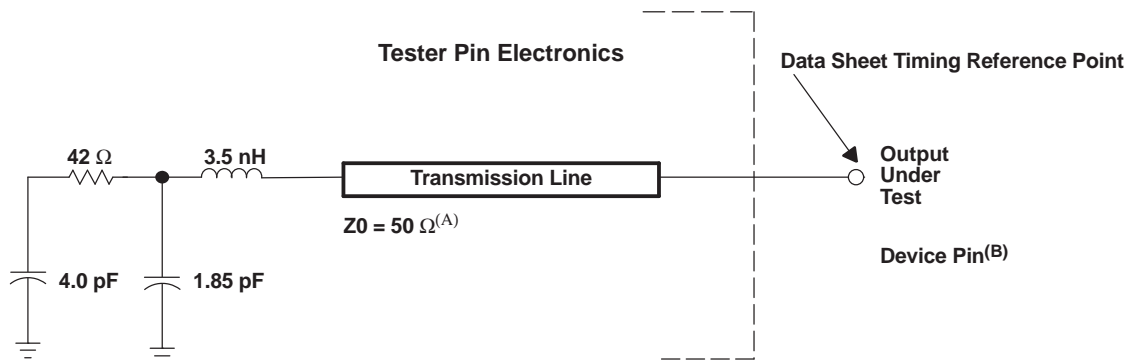 Tester Pin Electronics
Data Sheet Timing Reference Point
42 Ω
3.5 nH
Transmission Line
Output
Under
Test
Z0 = 50 Ω(A)
Device Pin(B)
4.0 pF
1.85 pF